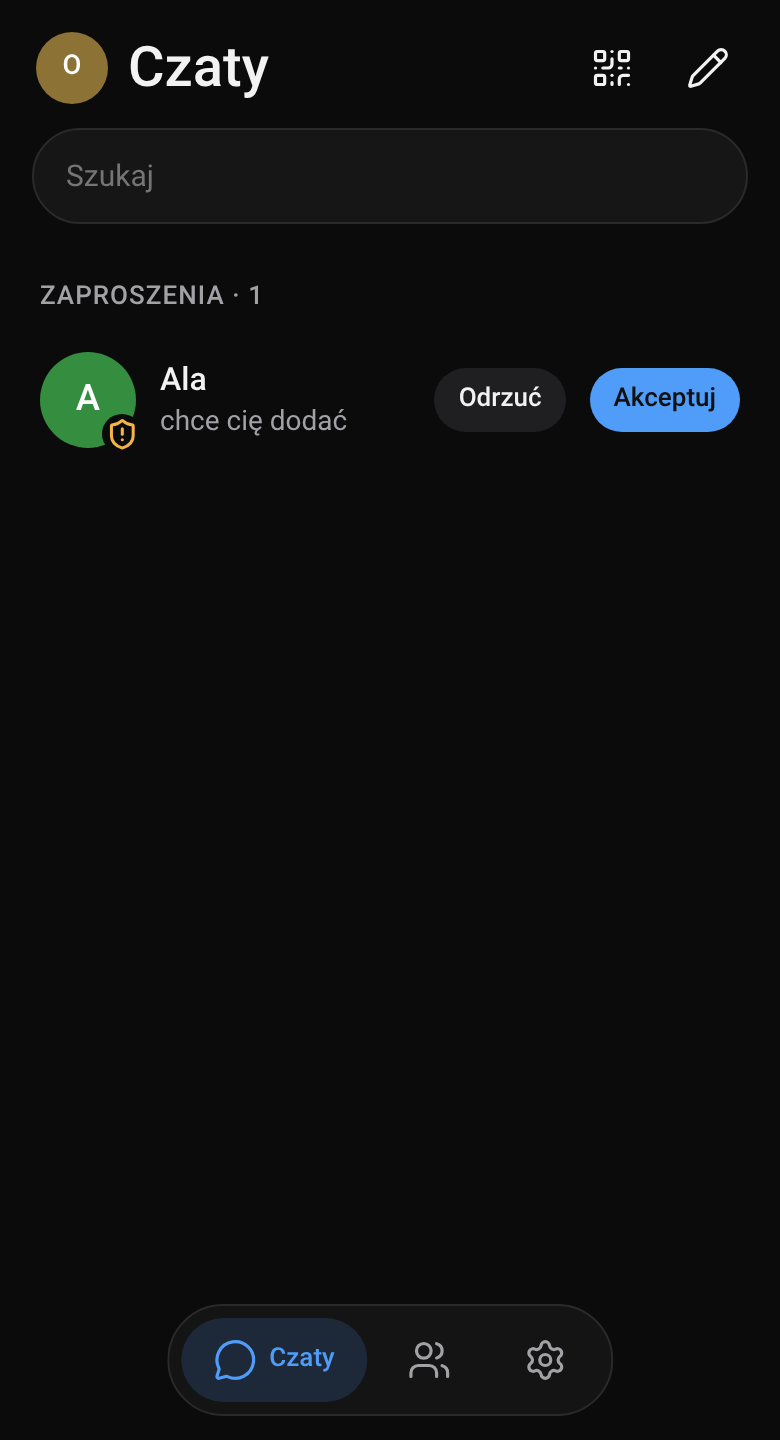 O
Czaty
Szukaj
ZAPROSZENIA · 1
A
Ala
chce cię dodać
Odrzuć
Akceptuj
Czaty